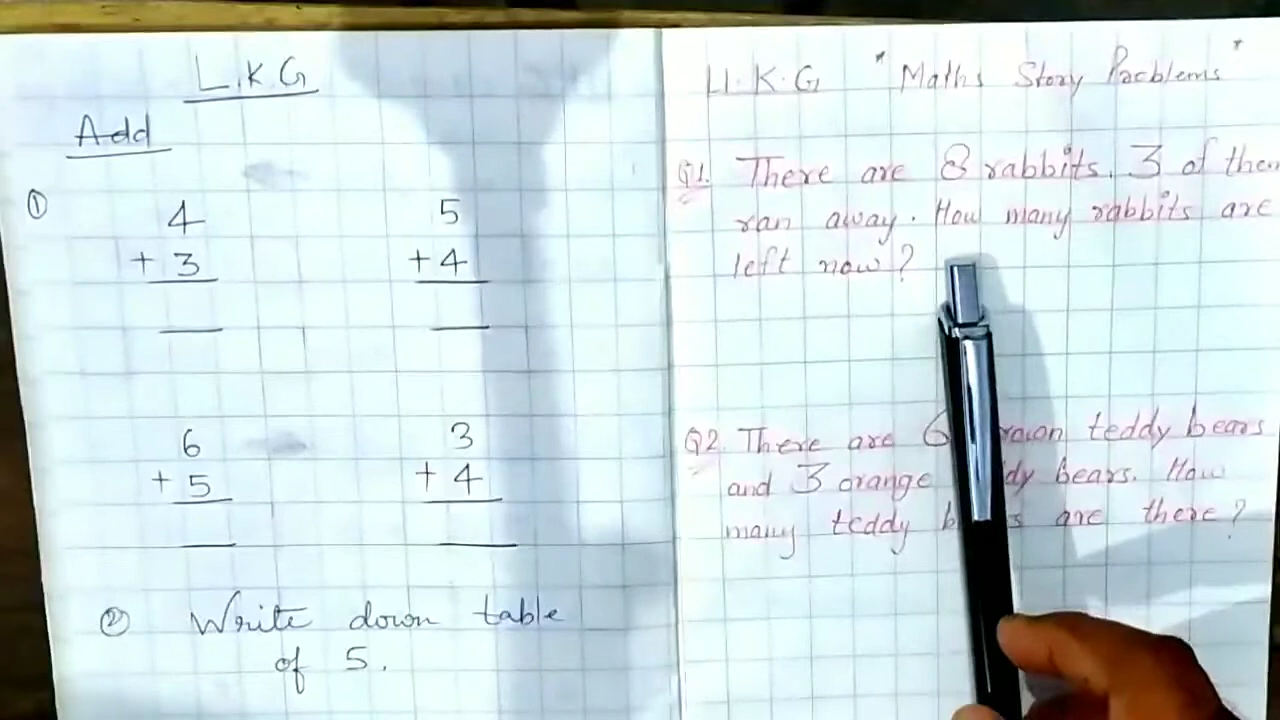 L.K.G
Add
① 4 5
+ 3 + 4
6 3
+ 5 + 4
② Write down table
of 5.
U.K.G "Maths Story Problems"
Q1. There are 8 rabbits. 3 of them
ran away. How many rabbits are
left now?
Q2. There are 6 teddy bears
and 3 orange bears. How
many teddy are there?